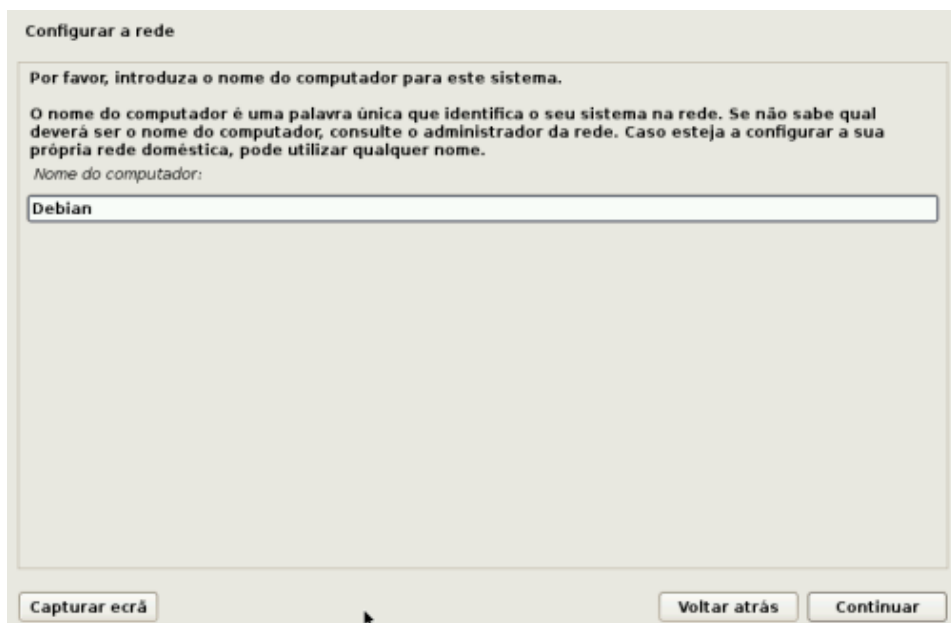 Configurar a rede
Por favor, introduza o nome do computador para este sistema.
O nome do computador é uma palavra única que identifica o seu sistema na rede. Se não sabe qual
deverá ser o nome do computador, consulte o administrador da rede. Caso esteja a configurar a sua
própria rede doméstica, pode utilizar qualquer nome.
Nome do computador:
Debian
Capturar ecrã
Voltar atrás
Continuar